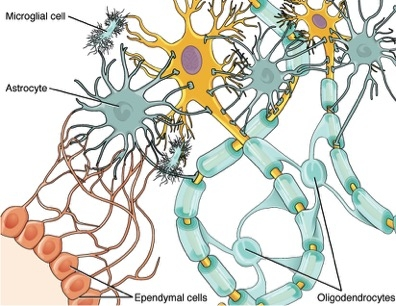 Microglial cell
Astrocyte
Ependymal cells
Oligodendrocytes